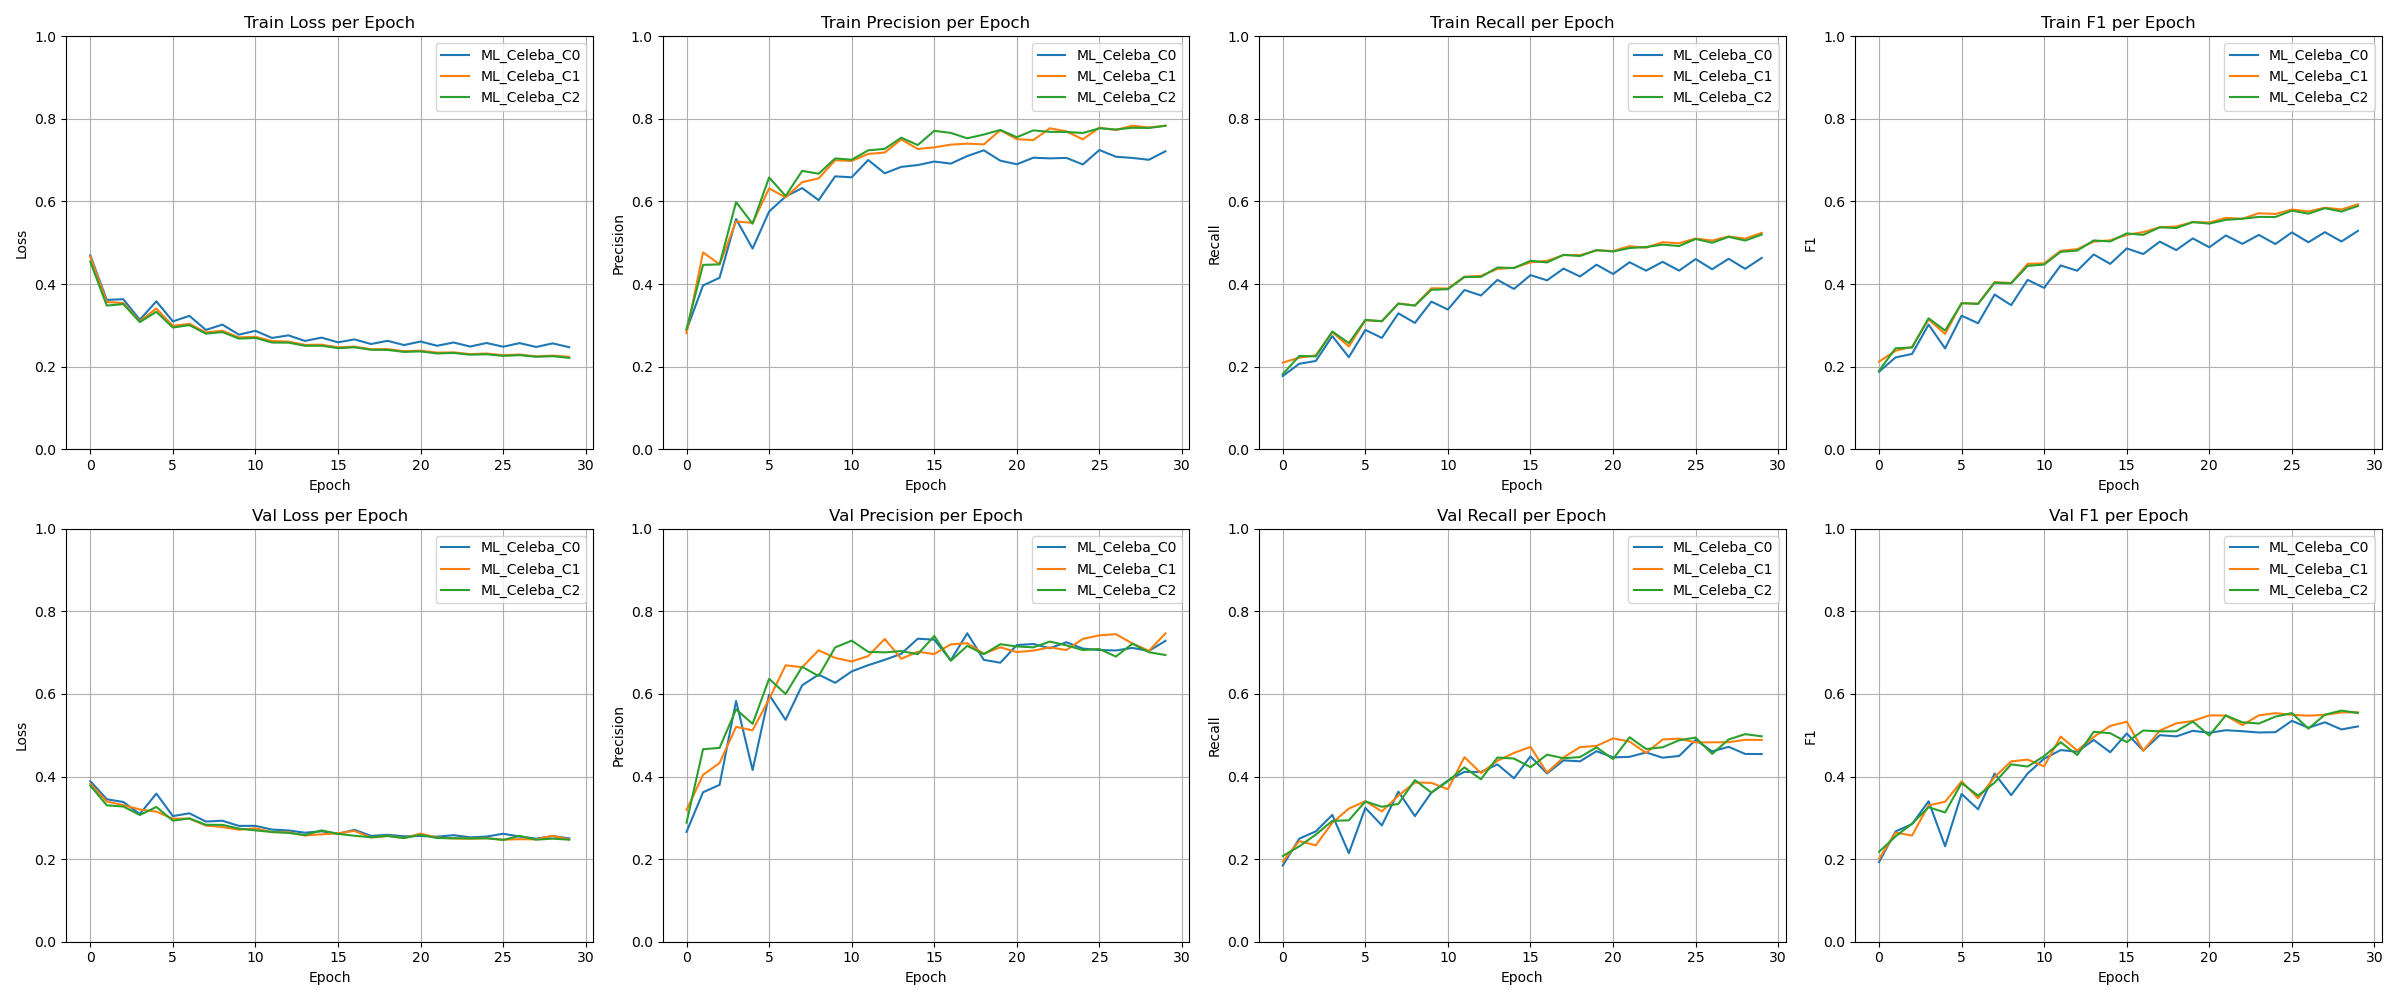 Train Loss per Epoch
1.0
0.8
0.6
0.4
0.2
0.0
Loss
0 5 10 15 20 25 30
Epoch
ML_Celeba_C0
ML_Celeba_C1
ML_Celeba_C2
Train Precision per Epoch
1.0
0.8
0.6
0.4
0.2
0.0
Precision
0 5 10 15 20 25 30
Epoch
ML_Celeba_C0
ML_Celeba_C1
ML_Celeba_C2
Train Recall per Epoch
1.0
0.8
0.6
0.4
0.2
0.0
Recall
0 5 10 15 20 25 30
Epoch
ML_Celeba_C0
ML_Celeba_C1
ML_Celeba_C2
Train F1 per Epoch
1.0
0.8
0.6
0.4
0.2
0.0
F1
0 5 10 15 20 25 30
Epoch
ML_Celeba_C0
ML_Celeba_C1
ML_Celeba_C2
Val Loss per Epoch
1.0
0.8
0.6
0.4
0.2
0.0
Loss
0 5 10 15 20 25 30
Epoch
ML_Celeba_C0
ML_Celeba_C1
ML_Celeba_C2
Val Precision per Epoch
1.0
0.8
0.6
0.4
0.2
0.0
Precision
0 5 10 15 20 25 30
Epoch
ML_Celeba_C0
ML_Celeba_C1
ML_Celeba_C2
Val Recall per Epoch
1.0
0.8
0.6
0.4
0.2
0.0
Recall
0 5 10 15 20 25 30
Epoch
ML_Celeba_C0
ML_Celeba_C1
ML_Celeba_C2
Val F1 per Epoch
1.0
0.8
0.6
0.4
0.2
0.0
F1
0 5 10 15 20 25 30
Epoch
ML_Celeba_C0
ML_Celeba_C1
ML_Celeba_C2